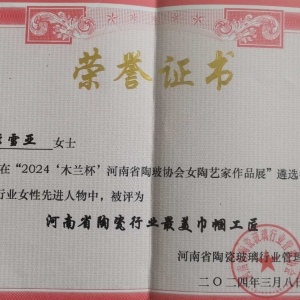 荣誉证书
雪亚 女士
在“2024‘木兰杯’河南省陶玻协会女陶艺家作品展”遴选
行业女性先进人物中，被评为
河南省陶瓷行业最美巾帼工匠
河南省陶瓷玻璃行业管理
二〇二四年三月八